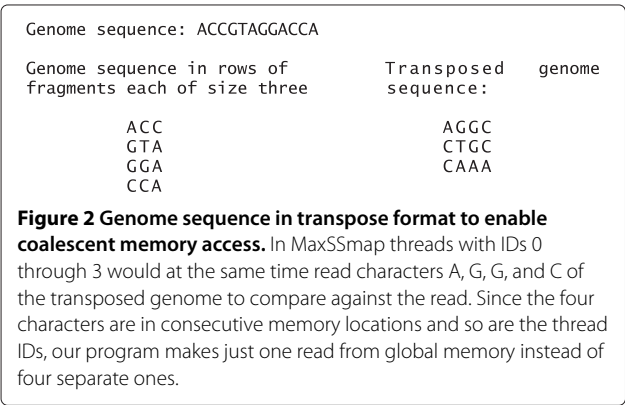 Genome sequence: ACCGTAGGACCA
Genome sequence in rows of
fragments each of size three
Transposed genome
sequence:
ACC
GTA
GGA
CCA
AGGC
CTGC
CAAA
Figure 2 Genome sequence in transpose format to enable
coalescent memory access. In MaxSSmap threads with IDs 0
through 3 would at the same time read characters A, G, G, and C of
the transposed genome to compare against the read. Since the four
characters are in consecutive memory locations and so are the thread
IDs, our program makes just one read from global memory instead of
four separate ones.